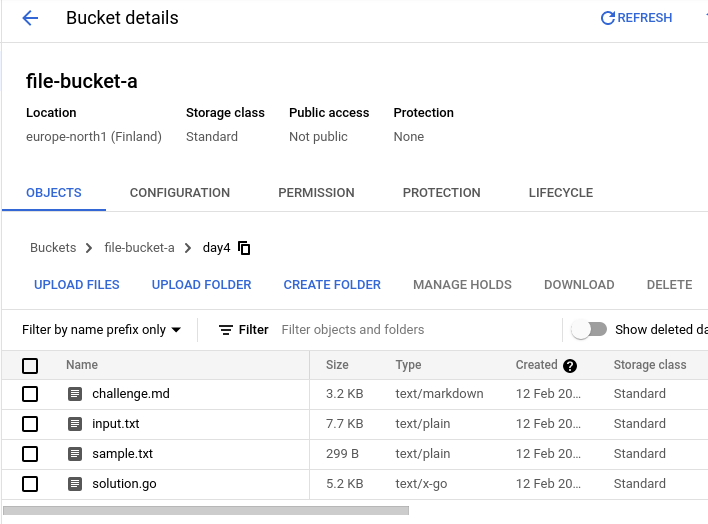 Bucket details REFRESH
file-bucket-a
Location Storage class Public access Protection
europe-north1 (Finland) Standard Not public None
OBJECTS CONFIGURATION PERMISSION PROTECTION LIFECYCLE
Buckets > file-bucket-a > day4
UPLOAD FILES UPLOAD FOLDER CREATE FOLDER MANAGE HOLDS DOWNLOAD DELETE
Filter by name prefix only Filter Filter objects and folders Show deleted da
Name Size Type Created ? Storage class
challenge.md 3.2 KB text/markdown 12 Feb 20... Standard
input.txt 7.7 KB text/plain 12 Feb 20... Standard
sample.txt 299 B text/plain 12 Feb 20... Standard
solution.go 5.2 KB text/x-go 12 Feb 20... Standard